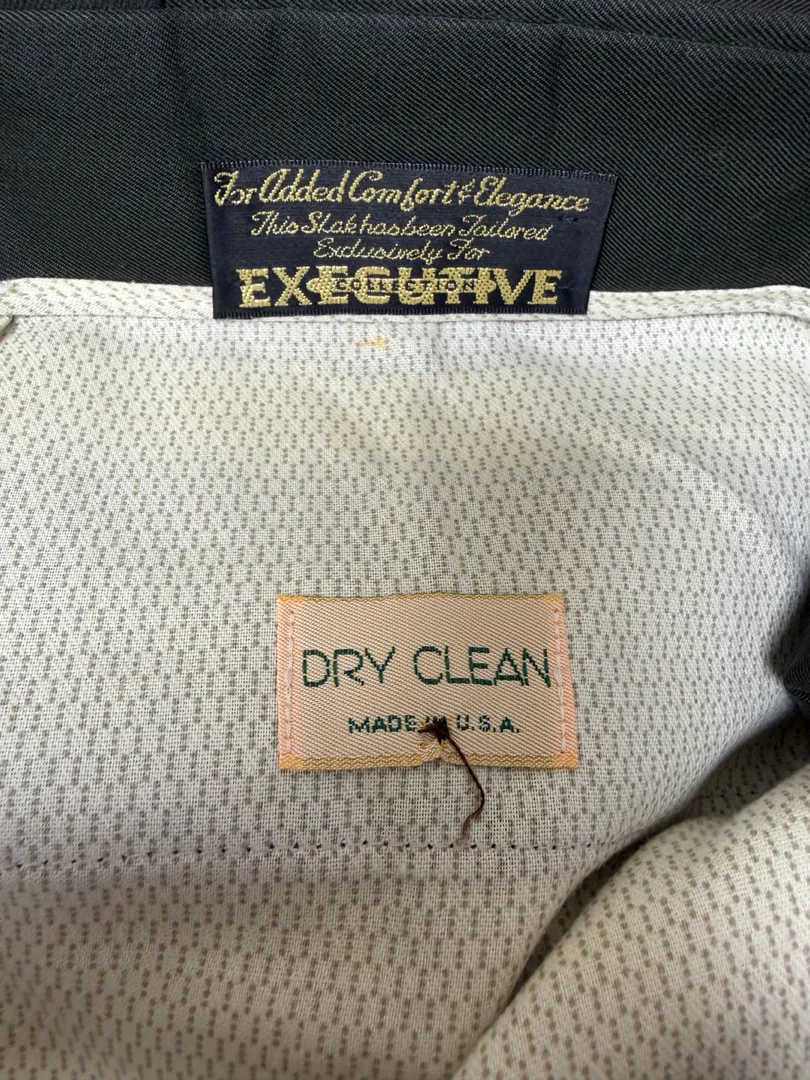 For Added Comfort & Elegance
This Slak has been Tailored
Exclusively For
EXECUTIVE
COLLECTION
DRY CLEAN
MADE IN U.S.A.